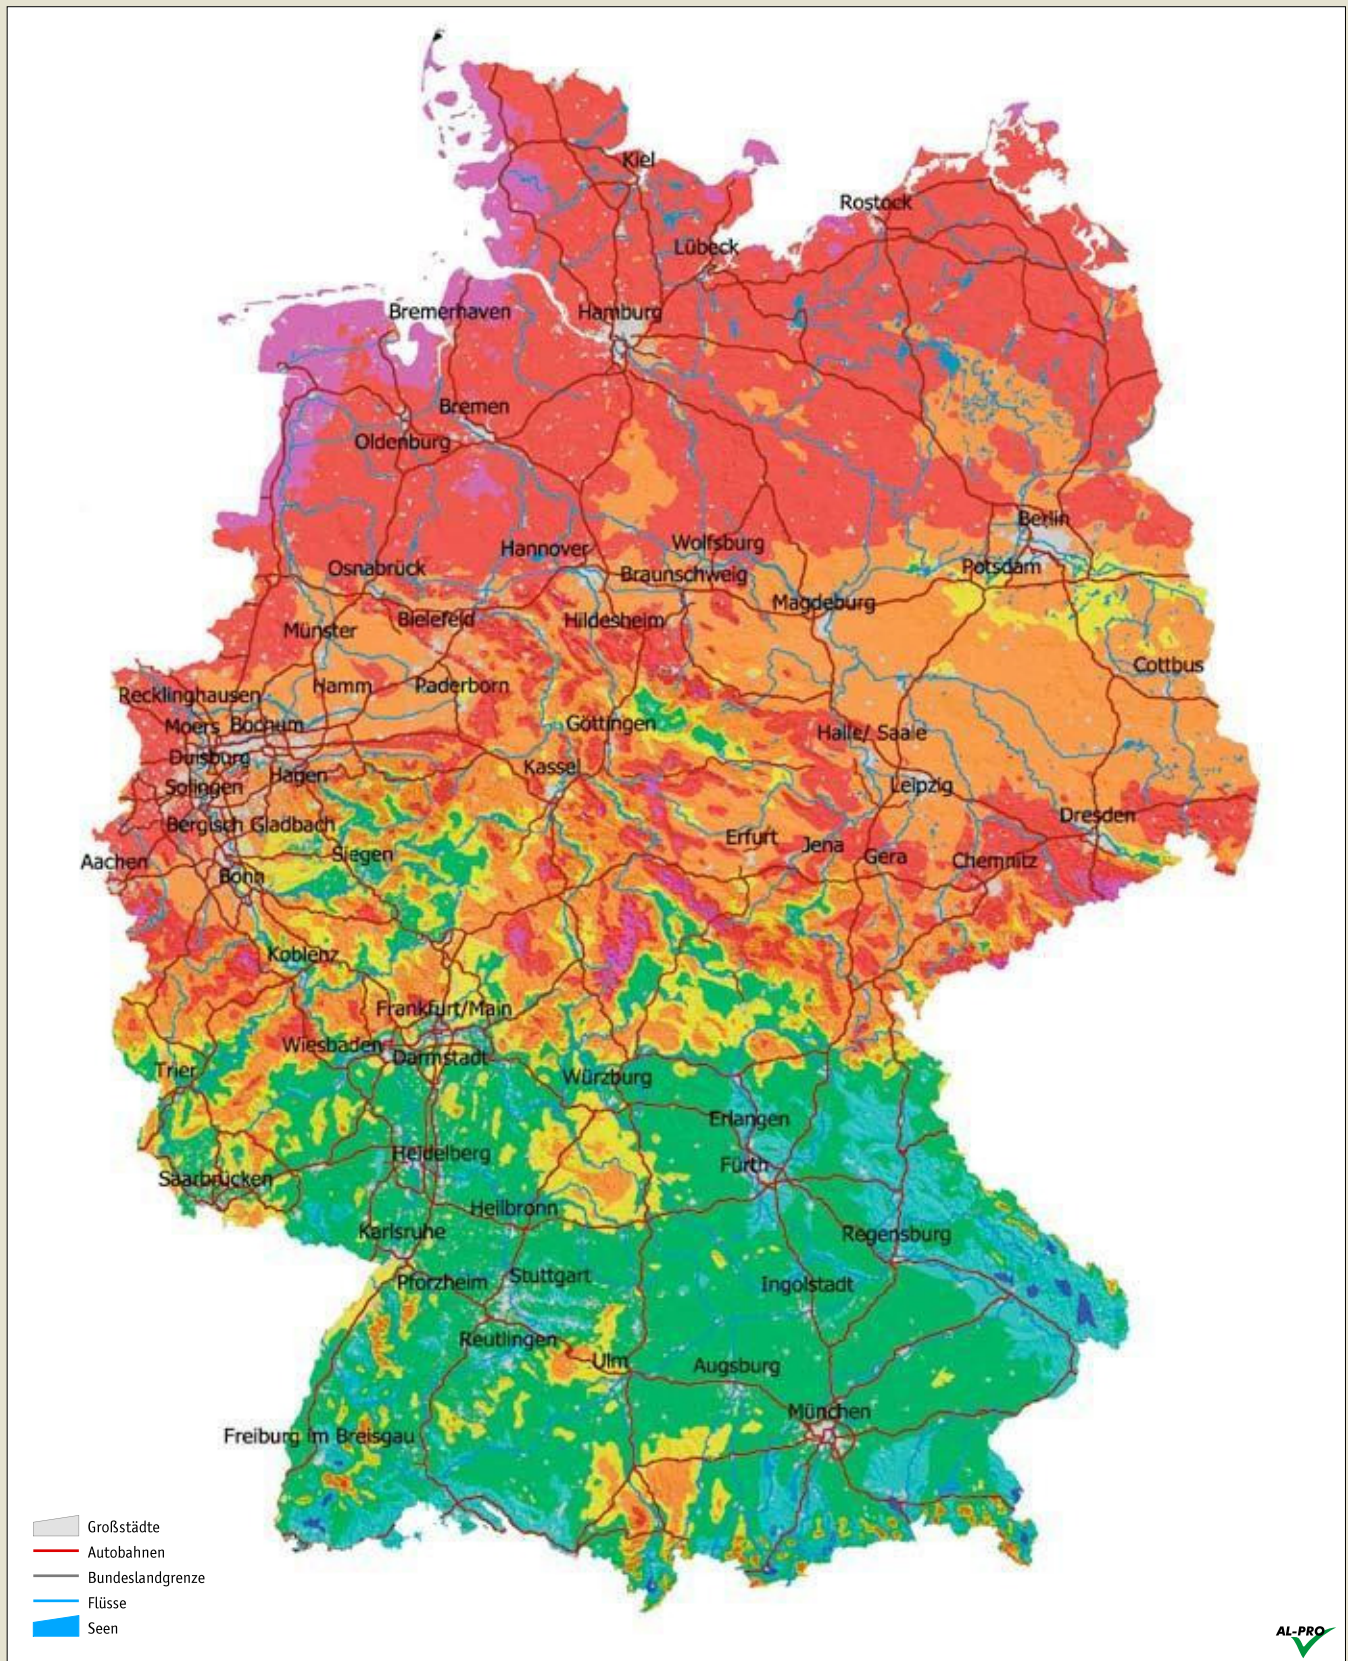 Kiel
Rostock
Lübeck
Bremerhaven
Hamburg
Bremen
Oldenburg
Berlin
Hannover
Wolfsburg
Osnabrück
Braunschweig
Potsdam
Magdeburg
Bielefeld
Hildesheim
Münster
Cottbus
Hamm
Paderborn
Recklinghausen
Moers
Bochum
Göttingen
Halle/ Saale
Duisburg
Kassel
Hagen
Solingen
Leipzig
Dresden
Bergisch Gladbach
Erfurt
Jena
Siegen
Gera
Chemnitz
Aachen
Bonn
Koblenz
Frankfurt/Main
Wiesbaden
Darmstadt
Trier
Würzburg
Erlangen
Heidelberg
Fürth
Saarbrücken
Heilbronn
Karlsruhe
Regensburg
Pforzheim
Stuttgart
Ingolstadt
Reutlingen
Ulm
Augsburg
München
Freiburg im Breisgau
Großstädte
Autobahnen
Bundeslandgrenze
Flüsse
Seen
AL-PRO